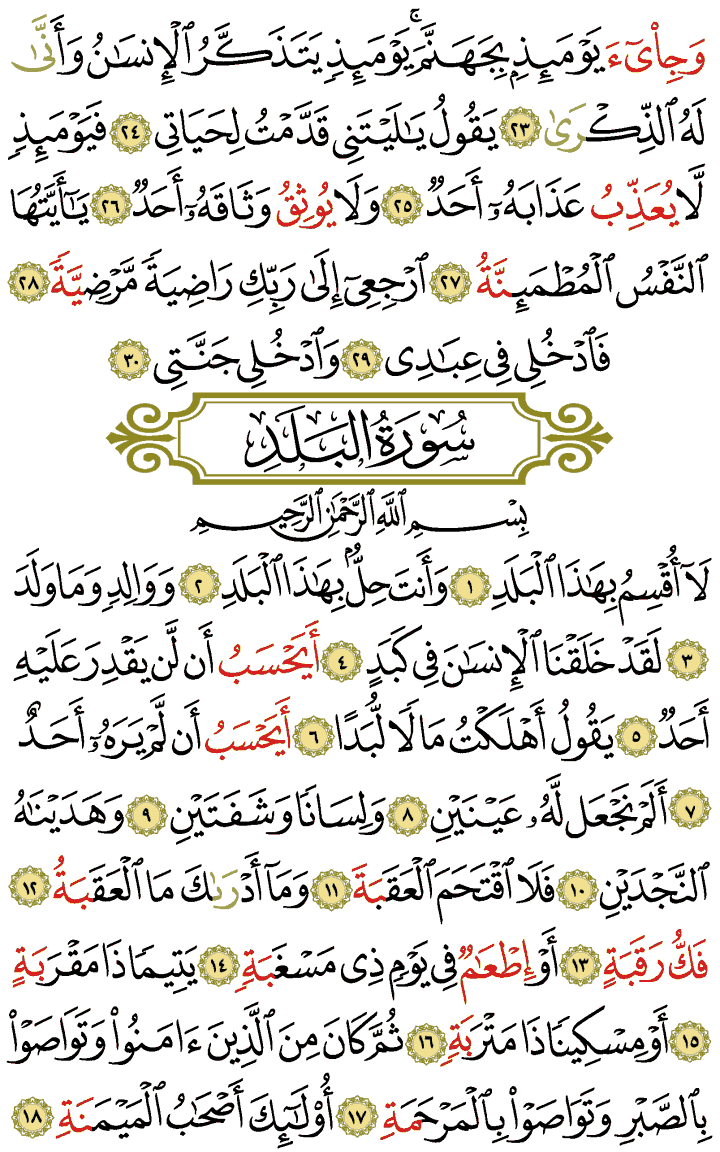 وَجِاْىٓءَ يَوْمَئِذِۭ بِجَهَنَّمَۚ يَوْمَئِذٖ يَتَذَكَّرُ ٱلْإِنسَٰنُ وَأَنَّىٰ
لَهُ ٱلذِّكْرَىٰ ٢٣ يَقُولُ يَٰلَيْتَنِى قَدَّمْتُ لِحَيَاتِى ٢٤ فَيَوْمَئِذٖ
لَّا يُعَذِّبُ عَذَابَهُۥٓ أَحَدٞ ٢٥ وَلَا يُوثِقُ وَثَاقَهُۥٓ أَحَدٞ ٢٦ يَٰٓأَيَّتُهَا
ٱلنَّفْسُ ٱلْمُطْمَئِنَّةُ ٢٧ ٱرْجِعِىٓ إِلَىٰ رَبِّكِ رَاضِيَةٗ مَّرْضِيَّةٗ ٢٨
فَٱدْخُلِى فِى عِبَٰدِى ٢٩ وَٱدْخُلِى جَنَّتِى ٣٠
سُورَةُ البَلَدِ
بِسْمِ ٱللَّهِ ٱلرَّحْمَٰنِ ٱلرَّحِيمِ
لَآ أُقْسِمُ بِهَٰذَا ٱلْبَلَدِ ١ وَأَنتَ حِلُّۢ بِهَٰذَا ٱلْبَلَدِ ٢ وَوَالِدٖ وَمَا وَلَدَ
٣ لَقَدْ خَلَقْنَا ٱلْإِنسَٰنَ فِى كَبَدٍ ٤ أَيَحْسَبُ أَن لَّن يَقْدِرَ عَلَيْهِ
أَحَدٞ ٥ يَقُولُ أَهْلَكْتُ مَالٗا لُّبَدًا ٦ أَيَحْسَبُ أَن لَّمْ يَرَهُۥٓ أَحَدٌ
٧ أَلَمْ نَجْعَل لَّهُۥ عَيْنَيْنِ ٨ وَلِسَانٗا وَشَفَتَيْنِ ٩ وَهَدَيْنَٰهُ
ٱلنَّجْدَيْنِ ١٠ فَلَا ٱقْتَحَمَ ٱلْعَقَبَةَ ١١ وَمَآ أَدْرَىٰكَ مَا ٱلْعَقَبَةُ ١٢
فَكُّ رَقَبَةٍ ١٣ أَوْ إِطْعَٰمٞ فِى يَوْمٖ ذِى مَسْغَبَةٖ ١٤ يَتِيمٗا ذَا مَقْرَبَةٍ
١٥ أَوْ مِسْكِينٗا ذَا مَتْرَبَةٖ ١٦ ثُمَّ كَانَ مِنَ ٱلَّذِينَ ءَامَنُوا۟ وَتَوَاصَوْا۟
بِٱلصَّبْرِ وَتَوَاصَوْا۟ بِٱلْمَرْحَمَةِ ١٧ أُو۟لَٰٓئِكَ أَصْحَٰبُ ٱلْمَيْمَنَةِ ١٨